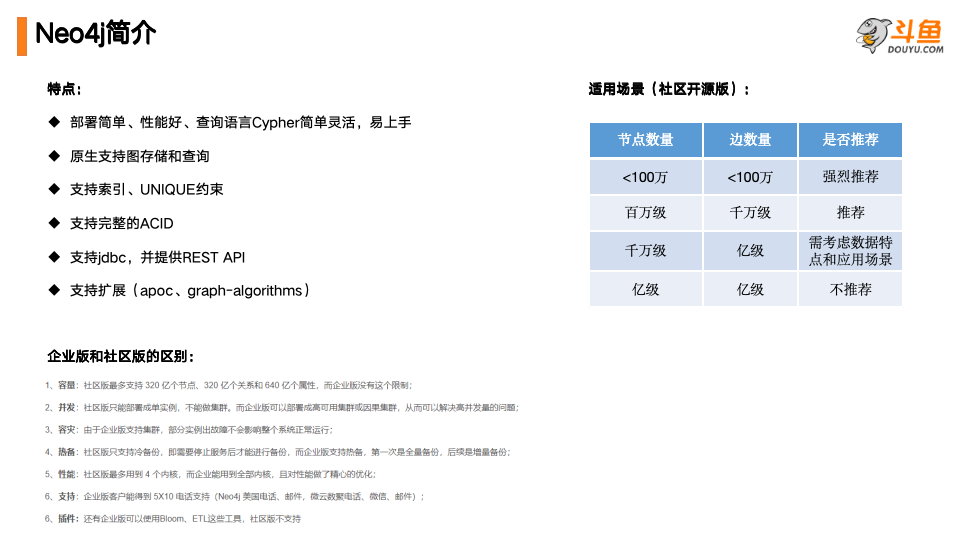 Neo4j简介
斗鱼
DOUYU.COM
特点：
◆ 部署简单、性能好、查询语言Cypher简单灵活，易上手
◆ 原生支持图存储和查询
◆ 支持索引、UNIQUE约束
◆ 支持完整的ACID
◆ 支持jdbc，并提供REST API
◆ 支持扩展（apoc、graph-algorithms）
适用场景（社区开源版）：
节点数量 边数量 是否推荐
<100万 <100万 强烈推荐
百万级 千万级 推荐
千万级 亿级 需考虑数据特
点和应用场景
亿级 亿级 不推荐
企业版和社区版的区别：
1、容量：社区版最多支持 320 亿个节点、320 亿个关系和 640 亿个属性，而企业版没有这个限制；
2、并发：社区版只能部署成单实例，不能做集群。而企业版可以部署成高可用集群或因果集群，从而可以解决高并发量的问题；
3、容灾：由于企业版支持集群，部分实例出故障不会影响整个系统正常运行；
4、热备：社区版只支持冷备份，即需要停止服务后才能进行备份，而企业版支持热备，第一次是全量备份，后续是增量备份；
5、性能：社区版最多用到 4 个内核，而企业能用到全部内核，且对性能做了精心的优化；
6、支持：企业版客户能得到 5X10 电话支持（Neo4j 美国电话、邮件，微云数聚电话、微信、邮件）；
6、插件：还有企业版可以使用Bloom、ETL这些工具，社区版不支持